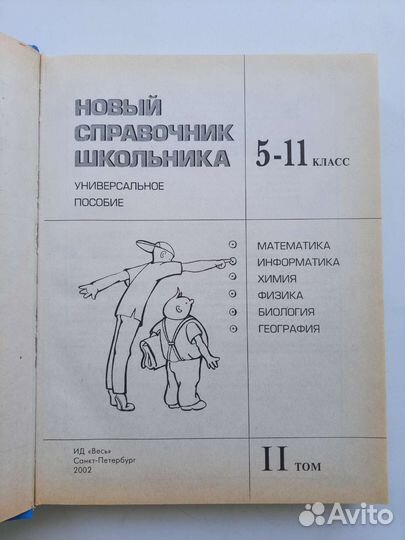 НОВЫЙ
СПРАВОЧНИК
ШКОЛЬНИКА
УНИВЕРСАЛЬНОЕ
ПОСОБИЕ
5-11 КЛАСС
МАТЕМАТИКА
ИНФОРМАТИКА
ХИМИЯ
ФИЗИКА
БИОЛОГИЯ
ГЕОГРАФИЯ
ИД «Весь»
Санкт-Петербург
2002
II ТОМ
Avito